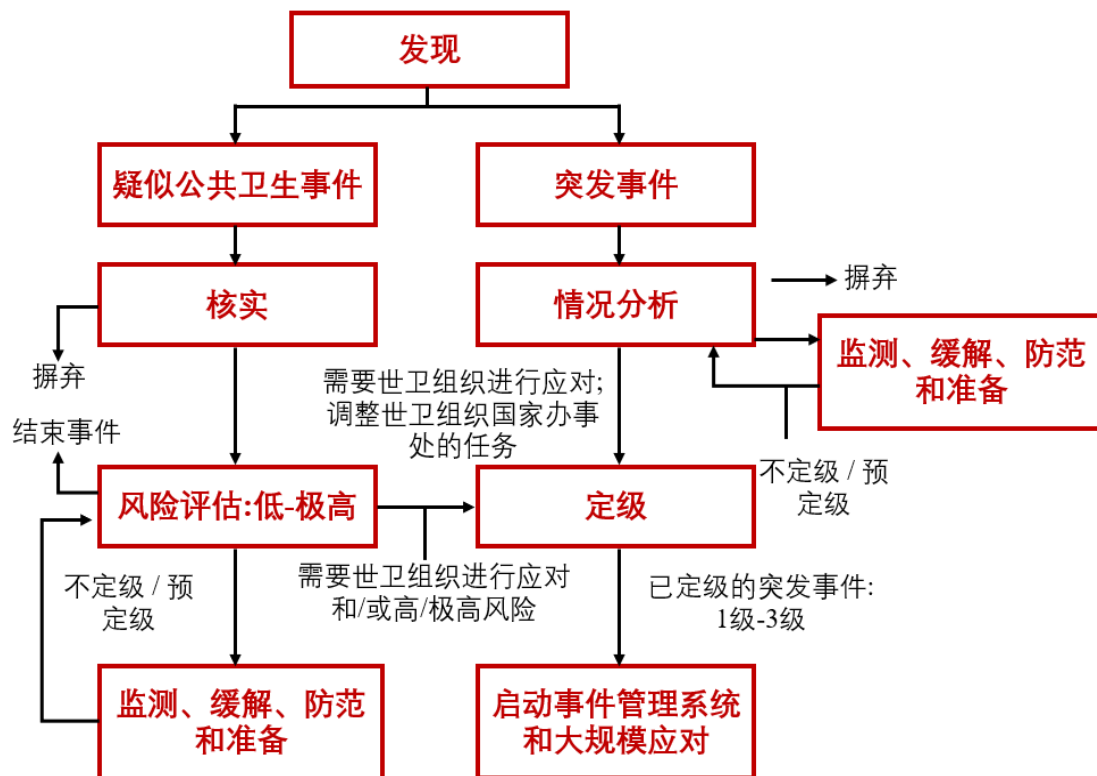 发现
疑似公共卫生事件
突发事件
核实
情况分析
摒弃
监测、缓解、防范
和准备
摒弃
需要世卫组织进行应对;
调整世卫组织国家办事
处的任务
结束事件
不定级 / 预
定级
风险评估:低-极高
定级
不定级 / 预
定级
需要世卫组织进行应对
和/或高/极高风险
已定级的突发事件:
1级-3级
监测、缓解、防范
和准备
启动事件管理系统
和大规模应对